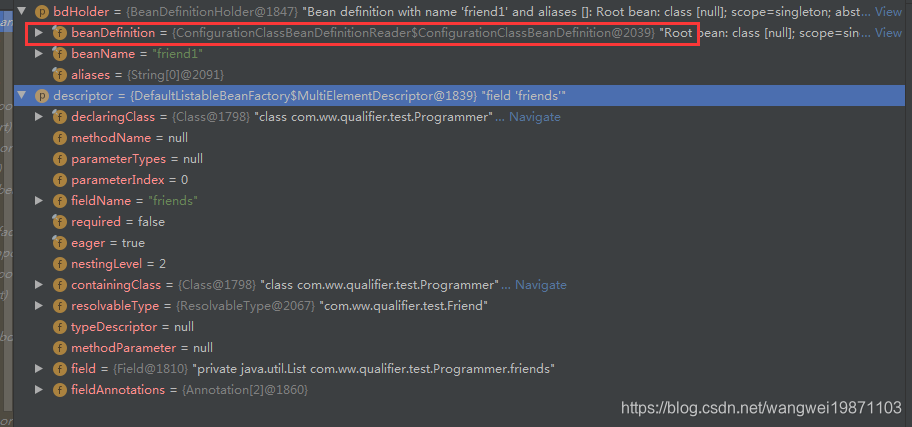 bdHolder = {BeanDefinitionHolder@1847} "Bean definition with name 'friend1' and aliases []: Root bean: class [null]; scope=singleton; abst... View
beanDefinition = {ConfigurationClassBeanDefinitionReader$ConfigurationClassBeanDefinition@2039} "Root bean: class [null]; scope=sin... View
beanName = "friend1"
aliases = {String[0]@2091}
descriptor = {DefaultListableBeanFactory$MultiElementDescriptor@1839} "field 'friends'"
declaringClass = {Class@1798} "class com.ww.qualifier.test.Programmer"... Navigate
methodName = null
parameterTypes = null
parameterIndex = 0
fieldName = "friends"
required = false
eager = true
nestingLevel = 2
containingClass = {Class@1798} "class com.ww.qualifier.test.Programmer"... Navigate
resolvableType = {ResolvableType@2067} "com.ww.qualifier.test.Friend"
typeDescriptor = null
methodParameter = null
field = {Field@1810} "private java.util.List com.ww.qualifier.test.Programmer.friends"
fieldAnnotations = {Annotation[2]@1860}
https://blog.csdn.net/wangwei19871103